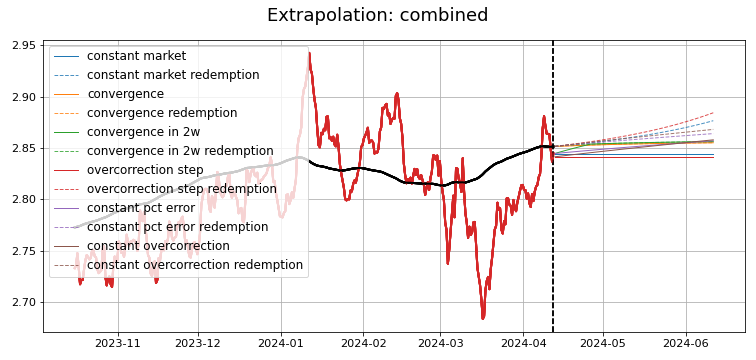 Extrapolation: combined
2.95
2.90
2.85
2.80
2.75
2.70
constant market
constant market redemption
convergence
convergence redemption
convergence in 2w
convergence in 2w redemption
overcorrection step
overcorrection step redemption
constant pct error
constant pct error redemption
constant overcorrection
constant overcorrection redemption
2023-11 2023-12 2024-01 2024-02 2024-03 2024-04 2024-05 2024-06